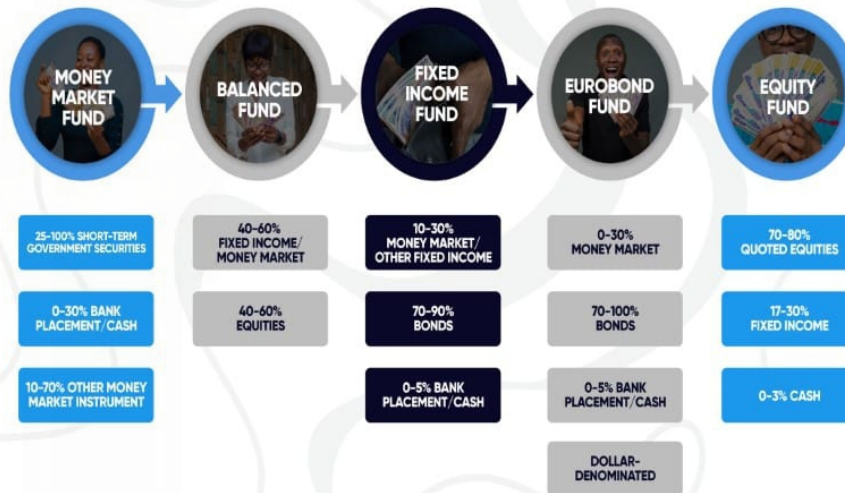 MONEY
MARKET
FUND
BALANCED
FUND
FIXED
INCOME
FUND
EUROBOND
FUND
EQUITY
FUND
25-100% SHORT-TERM
GOVERNMENT SECURITIES
0-30% BANK
PLACEMENT/CASH
10-70% OTHER MONEY
MARKET INSTRUMENT
40-60%
FIXED INCOME/
MONEY MARKET
40-60%
EQUITIES
10-30%
MONEY MARKET/
OTHER FIXED INCOME
70-90%
BONDS
0-5% BANK
PLACEMENT/CASH
0-30%
MONEY MARKET
70-100%
BONDS
0-5% BANK
PLACEMENT/CASH
DOLLAR-
DENOMINATED
70-80%
QUOTED EQUITIES
17-30%
FIXED INCOME
0-3% CASH